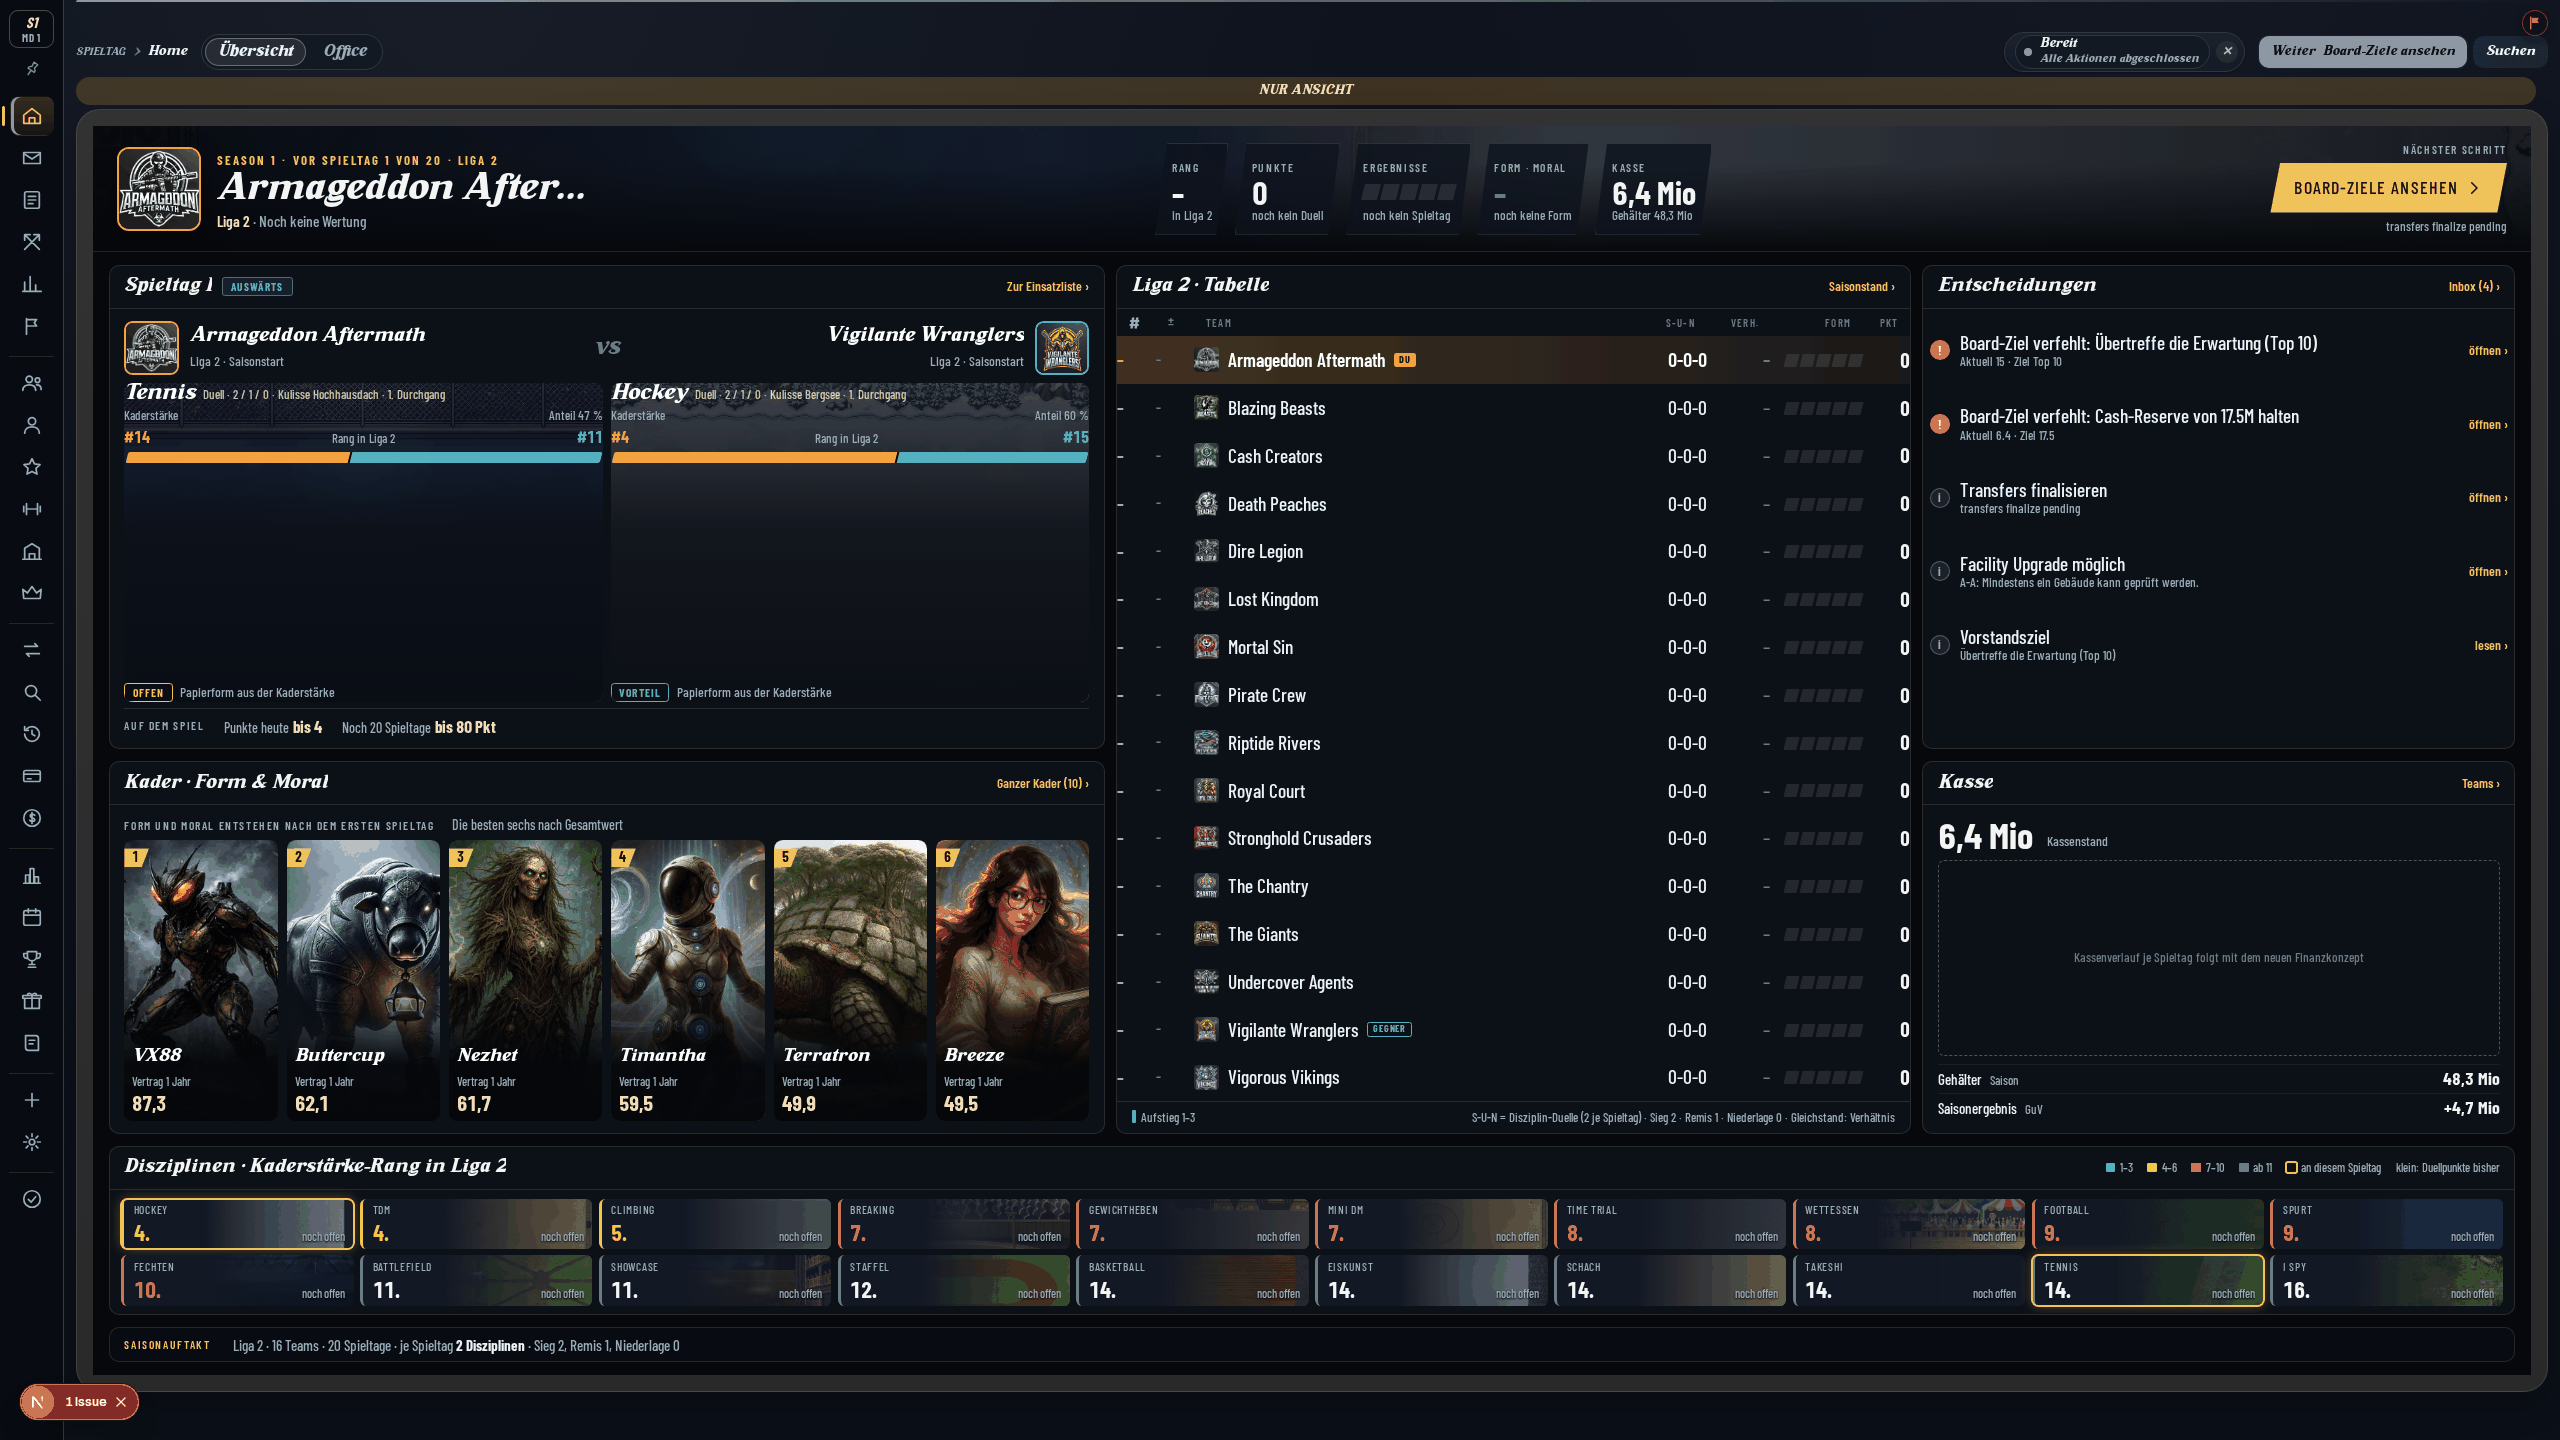 S1
MD1
SPIELTAG > Home
Übersicht
Office
Bereit
Alle Aktionen abgeschlossen
Weiter Board-Ziele ansehen
Suchen
NUR ANSICHT
SEASON 1 · VOR SPIELTAG 1 VON 20 · LIGA 2
Armageddon After...
Liga 2 · Noch keine Wertung
RANG
–
in Liga 2
PUNKTE
0
noch kein Duell
ERGEBNISSE
noch kein Spieltag
FORM · MORAL
–
noch keine Form
KASSE
6,4 Mio
Gehälter 48,3 Mio
NÄCHSTER SCHRITT
BOARD-ZIELE ANSEHEN
transfers finalize pending
Spieltag 1
AUSWÄRTS
Zur Einsatzliste ›
Armageddon Aftermath
Liga 2 · Saisonstart
VS
Vigilante Wranglers
Liga 2 · Saisonstart
Tennis Duell · 2 / 1 / 0 · Kulisse Hochhausdach · 1. Durchgang
Kaderstärke
Anteil 47 %
#14
Rang in Liga 2
#11
Hockey Duell · 2 / 1 / 0 · Kulisse Bergsee · 1. Durchgang
Kaderstärke
Anteil 60 %
#4
Rang in Liga 2
#15
OFFEN Papierform aus der Kaderstärke
VORTEIL Papierform aus der Kaderstärke
AUF DEM SPIEL Punkte heute bis 4 Noch 20 Spieltage bis 80 Pkt
Kader · Form & Moral
Ganzer Kader (10) ›
FORM UND MORAL ENTSTEHEN NACH DEM ERSTEN SPIELTAG Die besten sechs nach Gesamtwert
1
VX88
Vertrag 1 Jahr
87,3
2
Buttercup
Vertrag 1 Jahr
62,1
3
Nezhet
Vertrag 1 Jahr
61,7
4
Timantha
Vertrag 1 Jahr
59,5
5
Terratron
Vertrag 1 Jahr
49,9
6
Breeze
Vertrag 1 Jahr
49,5
Liga 2 · Tabelle
Saisonstand ›
# ± TEAM S-U-N VERH. FORM PKT
– - Armageddon Aftermath DU 0-0-0 – 0
– - Blazing Beasts 0-0-0 – 0
– - Cash Creators 0-0-0 – 0
– - Death Peaches 0-0-0 – 0
– - Dire Legion 0-0-0 – 0
– - Lost Kingdom 0-0-0 – 0
– - Mortal Sin 0-0-0 – 0
– - Pirate Crew 0-0-0 – 0
– - Riptide Rivers 0-0-0 – 0
– - Royal Court 0-0-0 – 0
– - Stronghold Crusaders 0-0-0 – 0
– - The Chantry 0-0-0 – 0
– - The Giants 0-0-0 – 0
– - Undercover Agents 0-0-0 – 0
– - Vigilante Wranglers GEGNER 0-0-0 – 0
– - Vigorous Vikings 0-0-0 – 0
Aufstieg 1–3
S-U-N = Disziplin-Duelle (2 je Spieltag) · Sieg 2 · Remis 1 · Niederlage 0 · Gleichstand: Verhältnis
Entscheidungen
Inbox (4) ›
Board-Ziel verfehlt: Übertreffe die Erwartung (Top 10)
Aktuell 15 · Ziel Top 10
öffnen ›
Board-Ziel verfehlt: Cash-Reserve von 17.5M halten
Aktuell 6.4 · Ziel 17.5
öffnen ›
Transfers finalisieren
transfers finalize pending
öffnen ›
Facility Upgrade möglich
A-A: Mindestens ein Gebäude kann geprüft werden.
öffnen ›
Vorstandsziel
Übertreffe die Erwartung (Top 10)
lesen ›
Kasse
Teams ›
6,4 Mio Kassenstand
Kassenverlauf je Spieltag folgt mit dem neuen Finanzkonzept
Gehälter Saison 48,3 Mio
Saisonergebnis GuV +4,7 Mio
Disziplinen · Kaderstärke-Rang in Liga 2
1–3 4–6 7–10 ab 11 an diesem Spieltag klein: Duellpunkte bisher
HOCKEY
4.
noch offen
TDM
4.
noch offen
CLIMBING
5.
noch offen
BREAKING
7.
noch offen
GEWICHTHEBEN
7.
noch offen
MINI DM
7.
noch offen
TIME TRIAL
8.
noch offen
WETTESSEN
8.
noch offen
FOOTBALL
9.
noch offen
SPURT
9.
noch offen
FECHTEN
10.
noch offen
BATTLEFIELD
11.
noch offen
SHOWCASE
11.
noch offen
STAFFEL
12.
noch offen
BASKETBALL
14.
noch offen
EISKUNST
14.
noch offen
SCHACH
14.
noch offen
TAKESHI
14.
noch offen
TENNIS
14.
noch offen
I SPY
16.
noch offen
SAISONAUFTAKT Liga 2 · 16 Teams · 20 Spieltage · je Spieltag 2 Disziplinen · Sieg 2, Remis 1, Niederlage 0
1 Issue